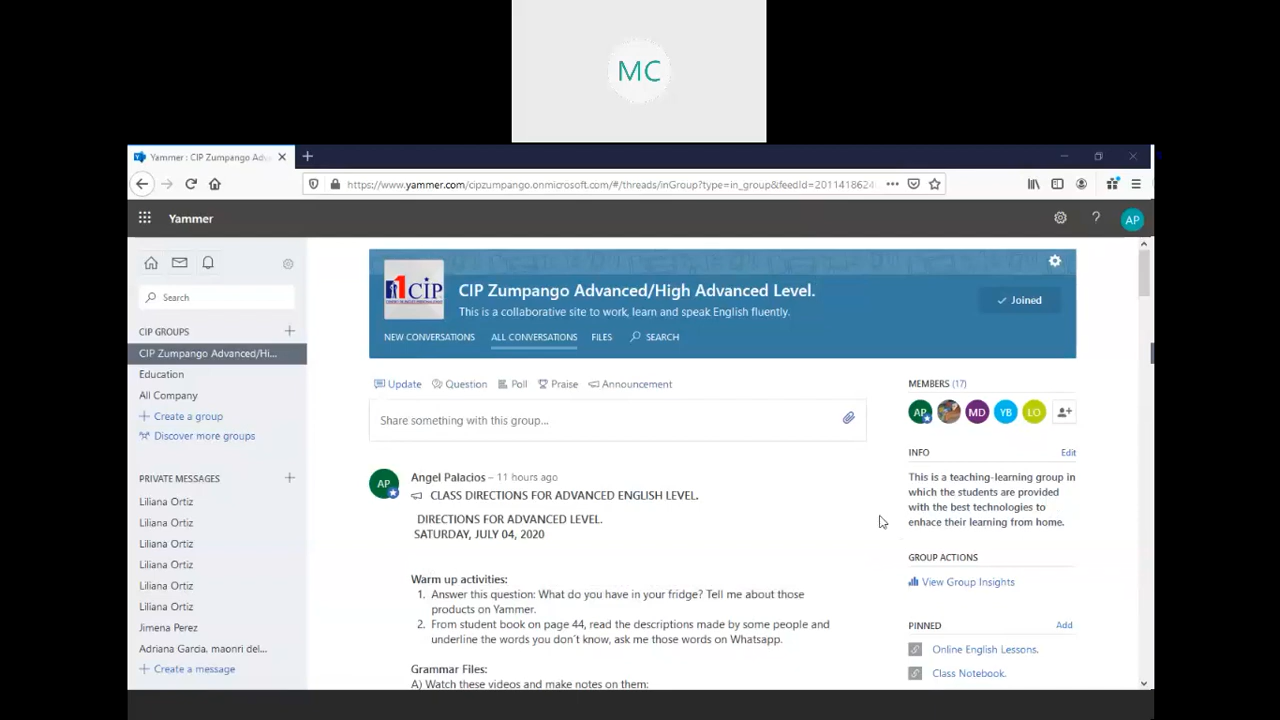 MC
Yammer : CIP Zumpango Adv
https://www.yammer.com/cipzumpango.onmicrosoft.com/#/threads/inGroup?type=in_group&feedId=2011418624
Yammer
AP
Search
CIP GROUPS
CIP Zumpango Advanced/Hi...
Education
All Company
Create a group
Discover more groups
PRIVATE MESSAGES
Liliana Ortiz
Liliana Ortiz
Liliana Ortiz
Liliana Ortiz
Liliana Ortiz
Liliana Ortiz
Jimena Perez
Adriana Garcia. maori del...
Create a message
1CIP
CIP Zumpango Advanced/High Advanced Level.
This is a collaborative site to work, learn and speak English fluently.
Joined
NEW CONVERSATIONS ALL CONVERSATIONS FILES SEARCH
Update Question Poll Praise Announcement
Share something with this group...
AP
Angel Palacios – 11 hours ago
CLASS DIRECTIONS FOR ADVANCED ENGLISH LEVEL.
DIRECTIONS FOR ADVANCED LEVEL.
SATURDAY, JULY 04, 2020
Warm up activities:
1. Answer this question: What do you have in your fridge? Tell me about those
products on Yammer.
2. From student book on page 44, read the descriptions made by some people and
underline the words you don´t know, ask me those words on Whatsapp.
Grammar Files:
A) Watch these videos and make notes on them:
MEMBERS (17)
AP MD YB LO
INFO Edit
This is a teaching-learning group in
which the students are provided
with the best technologies to
enhace their learning from home.
GROUP ACTIONS
View Group Insights
PINNED Add
Online English Lessons.
Class Notebook.